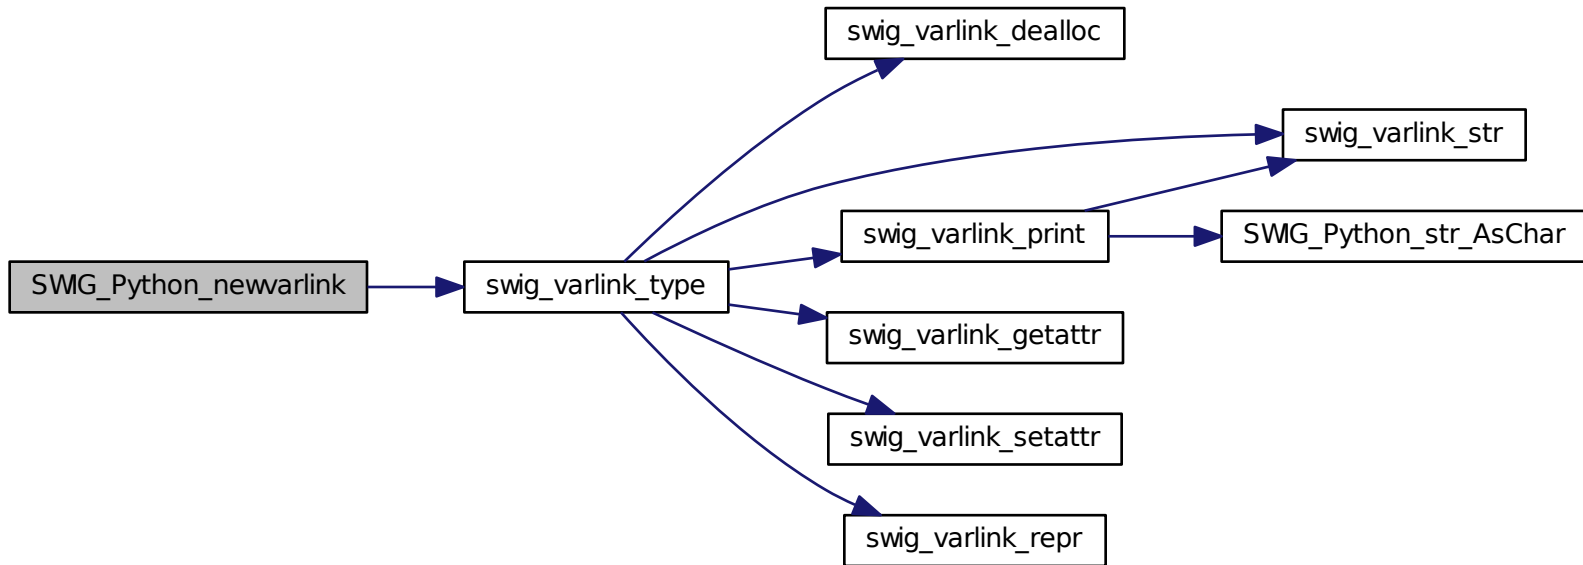 swig_varlink_dealloc
swig_varlink_str
swig_varlink_print
SWIG_Python_str_AsChar
SWIG_Python_newvarlink
swig_varlink_type
swig_varlink_getattr
swig_varlink_setattr
swig_varlink_repr